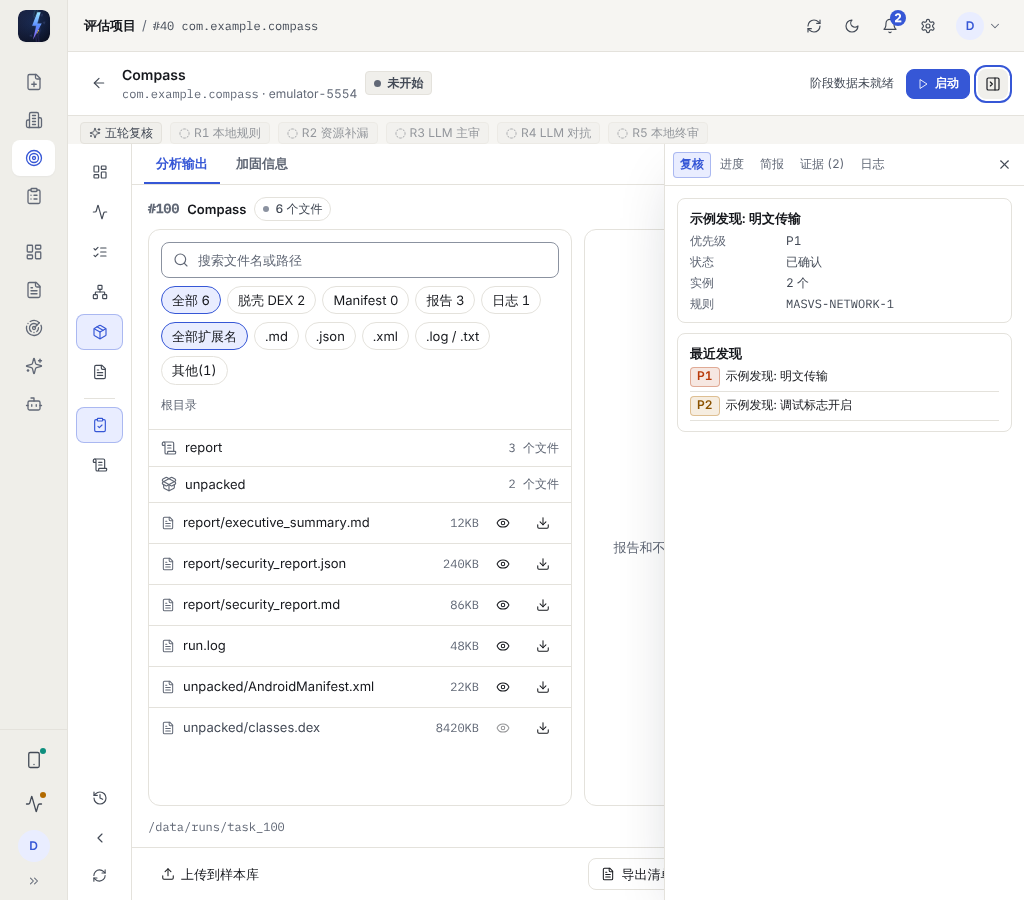 评估项目 / #40 com.example.compass
2
D
Compass
com.example.compass · emulator-5554
未开始
阶段数据未就绪
启动
五轮复核
R1 本地规则
R2 资源补漏
R3 LLM 主审
R4 LLM 对抗
R5 本地终审
分析输出
加固信息
#100 Compass
6 个文件
搜索文件名或路径
全部 6
脱壳 DEX 2
Manifest 0
报告 3
日志 1
全部扩展名
.md
.json
.xml
.log / .txt
其他(1)
根目录
report 3 个文件
unpacked 2 个文件
report/executive_summary.md 12KB
report/security_report.json 240KB
report/security_report.md 86KB
run.log 48KB
unpacked/AndroidManifest.xml 22KB
unpacked/classes.dex 8420KB
报告和不
/data/runs/task_100
上传到样本库
导出清
复核
进度
简报
证据 (2)
日志
示例发现: 明文传输
优先级 P1
状态 已确认
实例 2 个
规则 MASVS-NETWORK-1
最近发现
P1 示例发现: 明文传输
P2 示例发现: 调试标志开启
D